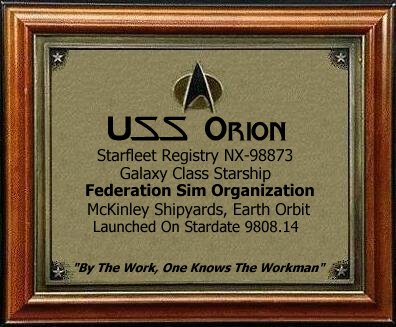 USS ORION
Starfleet Registry NX-98873
Galaxy Class Starship
Federation Sim Organization
McKinley Shipyards, Earth Orbit
Launched On Stardate 9808.14
"By The Work, One Knows The Workman"